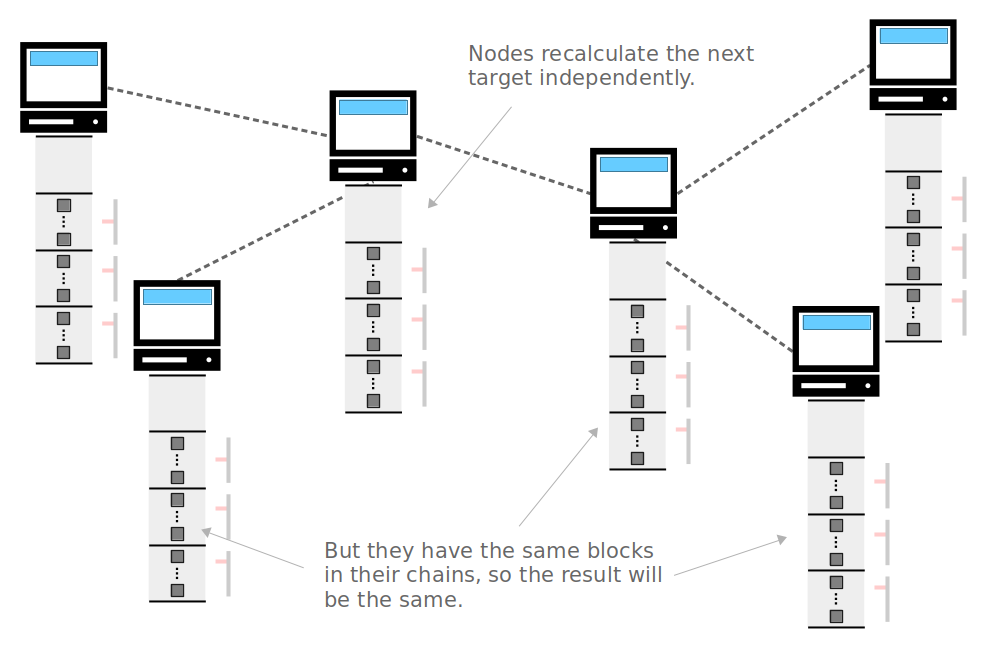 Nodes recalculate the next
target independently.
But they have the same blocks
in their chains, so the result will
be the same.